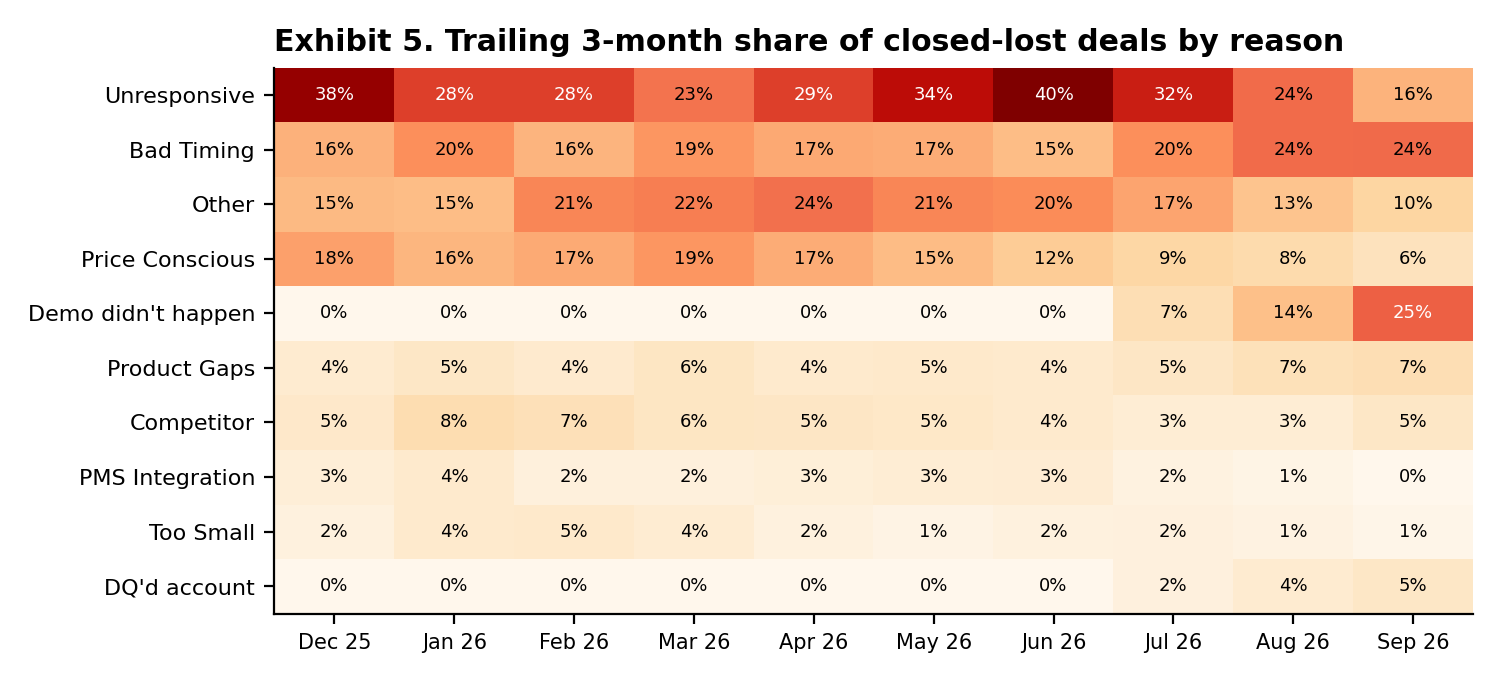 Exhibit 5. Trailing 3-month share of closed-lost deals by reason
Unresponsive 38% 28% 28% 23% 29% 34% 40% 32% 24% 16%
Bad Timing 16% 20% 16% 19% 17% 17% 15% 20% 24% 24%
Other 15% 15% 21% 22% 24% 21% 20% 17% 13% 10%
Price Conscious 18% 16% 17% 19% 17% 15% 12% 9% 8% 6%
Demo didn't happen 0% 0% 0% 0% 0% 0% 0% 7% 14% 25%
Product Gaps 4% 5% 4% 6% 4% 5% 4% 5% 7% 7%
Competitor 5% 8% 7% 6% 5% 5% 4% 3% 3% 5%
PMS Integration 3% 4% 2% 2% 3% 3% 3% 2% 1% 0%
Too Small 2% 4% 5% 4% 2% 1% 2% 2% 1% 1%
DQ'd account 0% 0% 0% 0% 0% 0% 0% 2% 4% 5%
Dec 25 Jan 26 Feb 26 Mar 26 Apr 26 May 26 Jun 26 Jul 26 Aug 26 Sep 26